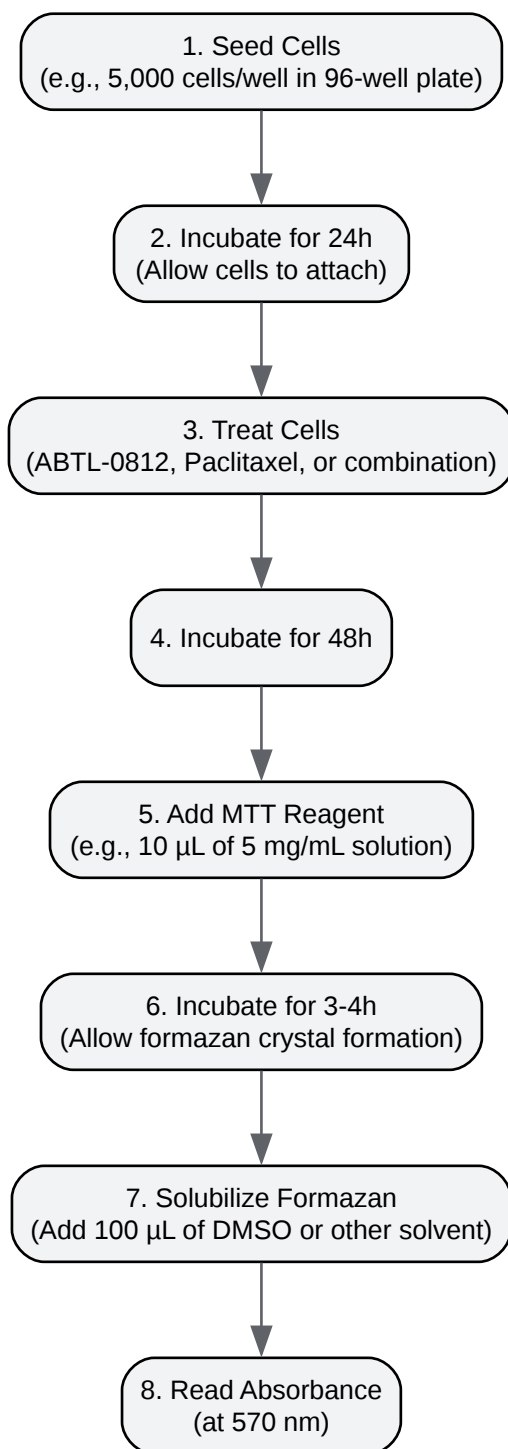 1. Seed Cells
(e.g., 5,000 cells/well in 96-well plate)
2. Incubate for 24h
(Allow cells to attach)
3. Treat Cells
(ABTL-0812, Paclitaxel, or combination)
4. Incubate for 48h
5. Add MTT Reagent
(e.g., 10 µL of 5 mg/mL solution)
6. Incubate for 3-4h
(Allow formazan crystal formation)
7. Solubilize Formazan
(Add 100 µL of DMSO or other solvent)
8. Read Absorbance
(at 570 nm)